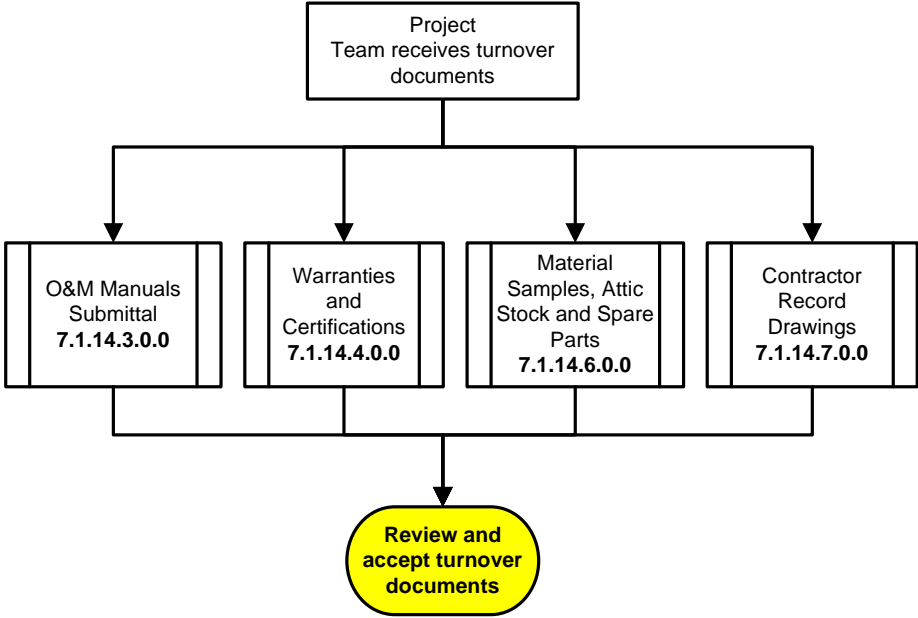 Project
Team receives turnover
documents
O&M Manuals
Submittal
7.1.14.3.0.0
Warranties
and
Certifications
7.1.14.4.0.0
Material
Samples, Attic
Stock and Spare
Parts
7.1.14.6.0.0
Contractor
Record
Drawings
7.1.14.7.0.0
Review and
accept turnover
documents